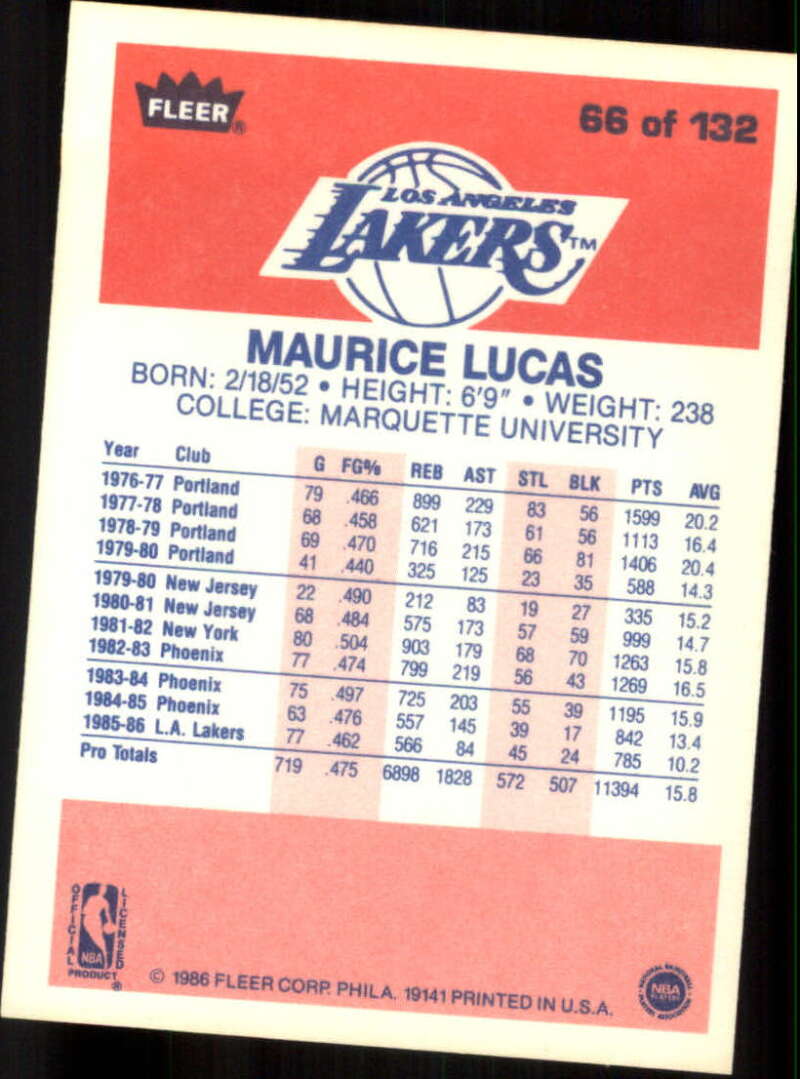 FLEER®
66 of 132
LOS ANGELES
LAKERS™
MAURICE LUCAS
BORN: 2/18/52 • HEIGHT: 6'9" • WEIGHT: 238
COLLEGE: MARQUETTE UNIVERSITY
Year Club G FG% REB AST STL BLK PTS AVG
1976-77 Portland 79 .466 899 229 83 56 1599 20.2
1977-78 Portland 68 .458 621 173 61 56 1113 16.4
1978-79 Portland 69 .470 716 215 66 81 1406 20.4
1979-80 Portland 41 .440 325 125 23 35 588 14.3
1979-80 New Jersey 22 .490 212 83 19 27 335 15.2
1980-81 New Jersey 68 .484 575 173 57 59 999 14.7
1981-82 New York 80 .504 903 179 68 70 1263 15.8
1982-83 Phoenix 77 .474 799 219 56 43 1269 16.5
1983-84 Phoenix 75 .497 725 203 55 39 1195 15.9
1984-85 Phoenix 63 .476 557 145 39 17 842 13.4
1985-86 L.A. Lakers 77 .462 566 84 45 24 785 10.2
Pro Totals 719 .475 6898 1828 572 507 11394 15.8
OFFICIAL LICENSED
NBA
PRODUCT®
© 1986 FLEER CORP. PHILA. 19141 PRINTED IN U.S.A.
NATIONAL BASKETBALL
NBA
PLAYERS
PLAYERS ASSOCIATION